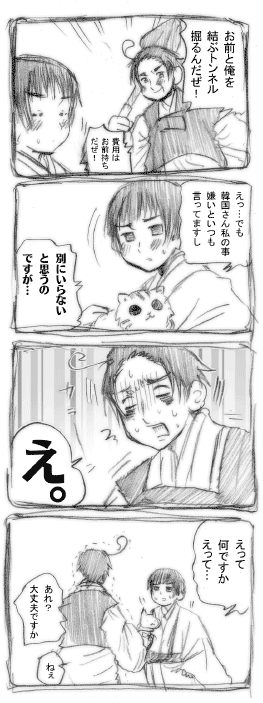 お前と俺を
結ぶトンネル
掘るんだぜ！
費用は
お前持ち
だぜ！
えっ…でも
韓国さん私の事
嫌いといつも
言ってますし
別にいらない
と思うの
ですが…
え。
えって
何ですか
えって…
あれ？
大丈夫ですか
ねぇ